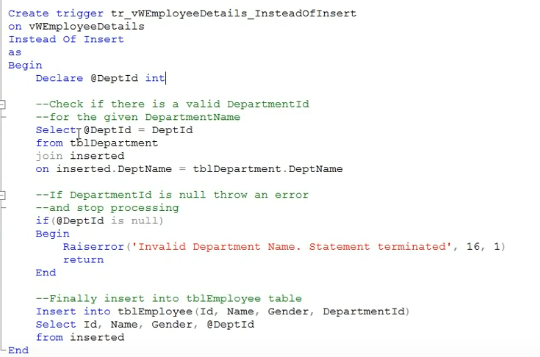 Create trigger tr_vWEmployeeDetails_InsteadOfInsert
on vWEmployeeDetails
Instead Of Insert
as
Begin
Declare @DeptId int
--Check if there is a valid DepartmentId
--for the given DepartmentName
Select @DeptId = DeptId
from tblDepartment
join inserted
on inserted.DeptName = tblDepartment.DeptName
--If DepartmentId is null throw an error
--and stop processing
if(@DeptId is null)
Begin
Raiserror('Invalid Department Name. Statement terminated', 16, 1)
return
End
--Finally insert into tblEmployee table
Insert into tblEmployee(Id, Name, Gender, DepartmentId)
Select Id, Name, Gender, @DeptId
from inserted
End